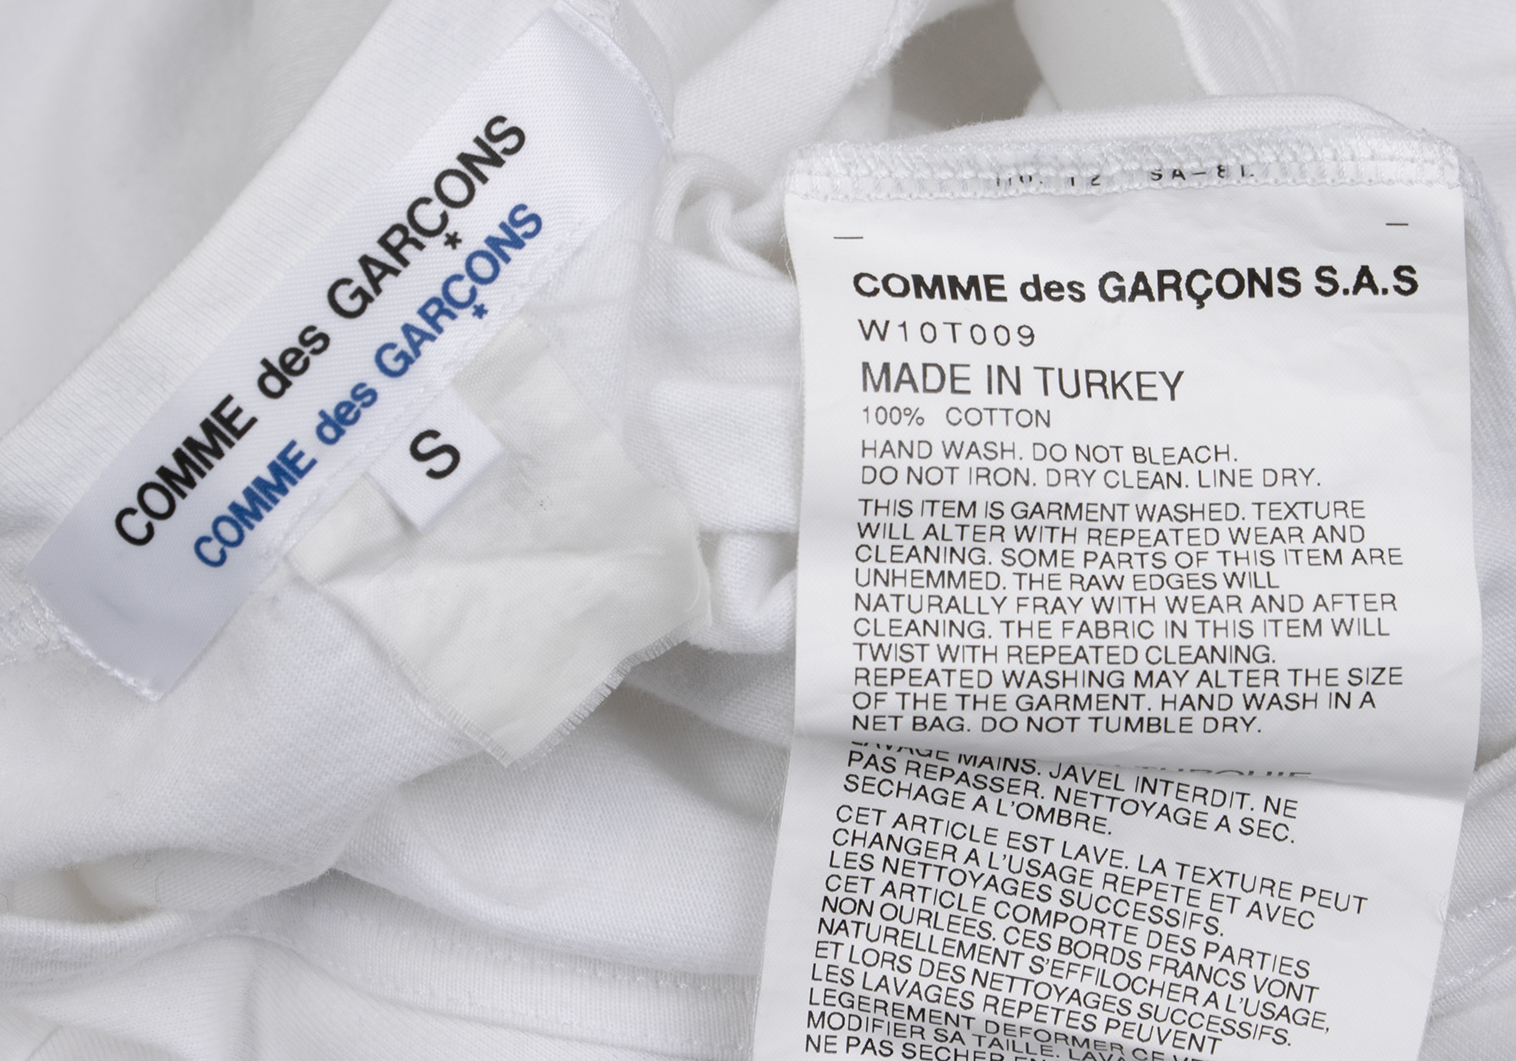 COMME des GARÇONS
COMME des GARÇONS
S
COMME des GARÇONS S.A.S
W10T009
MADE IN TURKEY
100% COTTON
HAND WASH. DO NOT BLEACH.
DO NOT IRON. DRY CLEAN. LINE DRY.
THIS ITEM IS GARMENT WASHED. TEXTURE
WILL ALTER WITH REPEATED WEAR AND
CLEANING. SOME PARTS OF THIS ITEM ARE
UNHEMMED. THE RAW EDGES WILL
NATURALLY FRAY WITH WEAR AND AFTER
CLEANING. THE FABRIC IN THIS ITEM WILL
TWIST WITH REPEATED CLEANING.
REPEATED WASHING MAY ALTER THE SIZE
OF THE THE GARMENT. HAND WASH IN A
NET BAG. DO NOT TUMBLE DRY.
LAVAGE MAINS. JAVEL INTERDIT. NE
PAS REPASSER. NETTOYAGE A SEC.
SECHAGE A L'OMBRE.
CET ARTICLE EST LAVE. LA TEXTURE PEUT
CHANGER A L'USAGE REPETE ET AVEC
LES NETTOYAGES SUCCESSIFS.
CET ARTICLE COMPORTE DES PARTIES
NON OURLEES. CES BORDS FRANCS VONT
NATURELLEMENT S'EFFILOCHER A L'USAGE,
ET LORS DES NETTOYAGES SUCCESSIFS.
LES LAVAGES REPETES PEUVENT
LEGEREMENT DEFORMER CE
MODIFIER SA TAILLE.
NE PAS SECHER